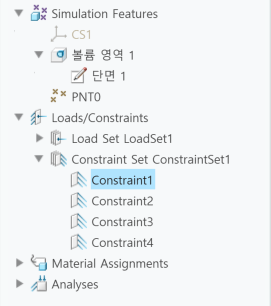 Simulation Features
CS1
볼륨 영역 1
단면 1
PNT0
Loads/Constraints
Load Set LoadSet1
Constraint Set ConstraintSet1
Constraint1
Constraint2
Constraint3
Constraint4
Material Assignments
Analyses